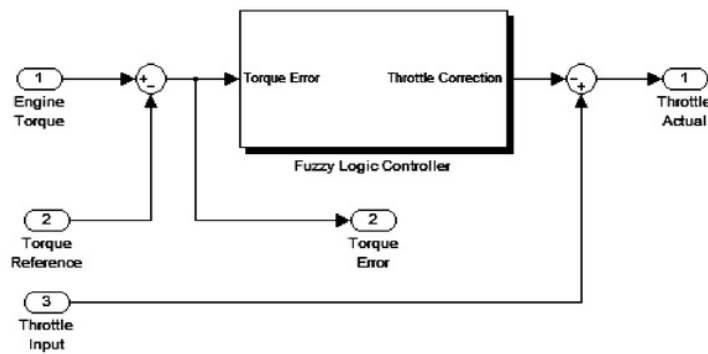 1
Engine
Torque
+
−
Torque Error
Throttle Correction
Fuzzy Logic Controller
−
+
1
Throttle
Actual
2
Torque
Reference
2
Torque
Error
3
Throttle
Input